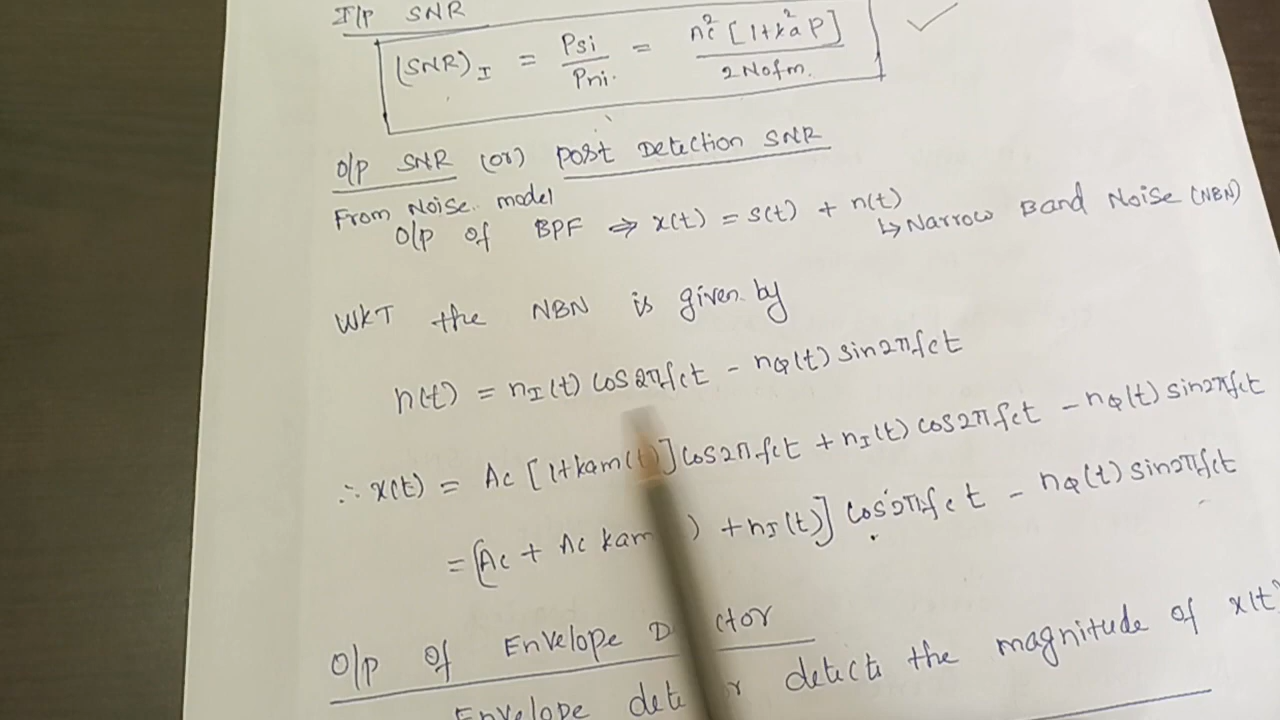 I/p SNR
(SNR)I = Psi/Pni = nc² [1+ka²P] / 2Nofm.
O/p SNR (or) Post Detection SNR
From Noise model
O/p of BPF ⇒ x(t) = s(t) + n(t)
↳ Narrow Band Noise (NBN)
WKT the NBN is given by
n(t) = nI(t) cos2πfct - nQ(t) sin2πfct
∴ x(t) = Ac [1+kam(t)] cos2πfct + nI(t) cos2πfct - nQ(t) sin2πfct
= [Ac + Ac kam ) + nI(t)] cos2πfct - nQ(t) sin2πfct
O/p of Envelope D ctor
Envelope dete r detects the magnitude of x(t)